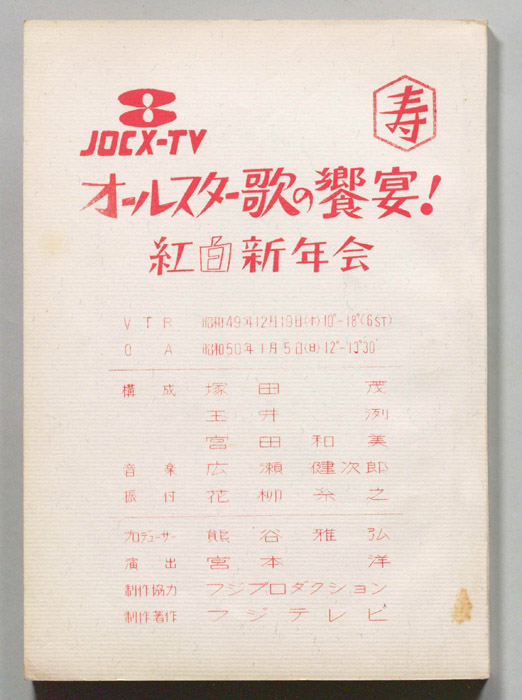 寿
8
JOCX-TV
オールスター歌の饗宴!
紅白新年会
VTR 昭和49年12月19日(木)10°-18°(6ST)
OA 昭和50年1月5日(日)12°-13°30'
構成 塚田茂
玉井冽
宮田和美
音楽 広瀬健次郎
振付 花柳糸之
プロデューサー 熊谷雅弘
演出 宮本洋
制作協力 フジプロダクション
制作著作 フジテレビ